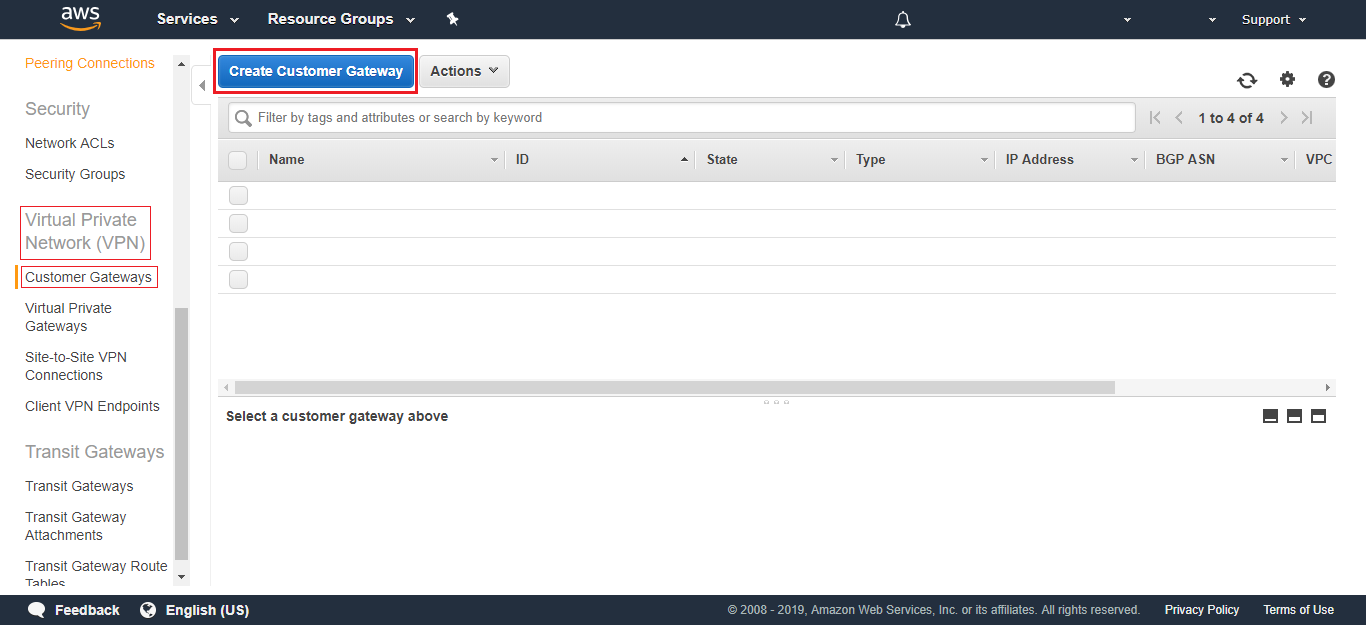 aws Services Resource Groups Support
Peering Connections
Security
Network ACLs
Security Groups
Virtual Private
Network (VPN)
Customer Gateways
Virtual Private
Gateways
Site-to-Site VPN
Connections
Client VPN Endpoints
Transit Gateways
Transit Gateways
Transit Gateway
Attachments
Transit Gateway Route
Tables
Create Customer Gateway Actions
Filter by tags and attributes or search by keyword 1 to 4 of 4
Name ID State Type IP Address BGP ASN VPC
Select a customer gateway above
Feedback English (US) © 2008 - 2019, Amazon Web Services, Inc. or its affiliates. All rights reserved. Privacy Policy Terms of Use